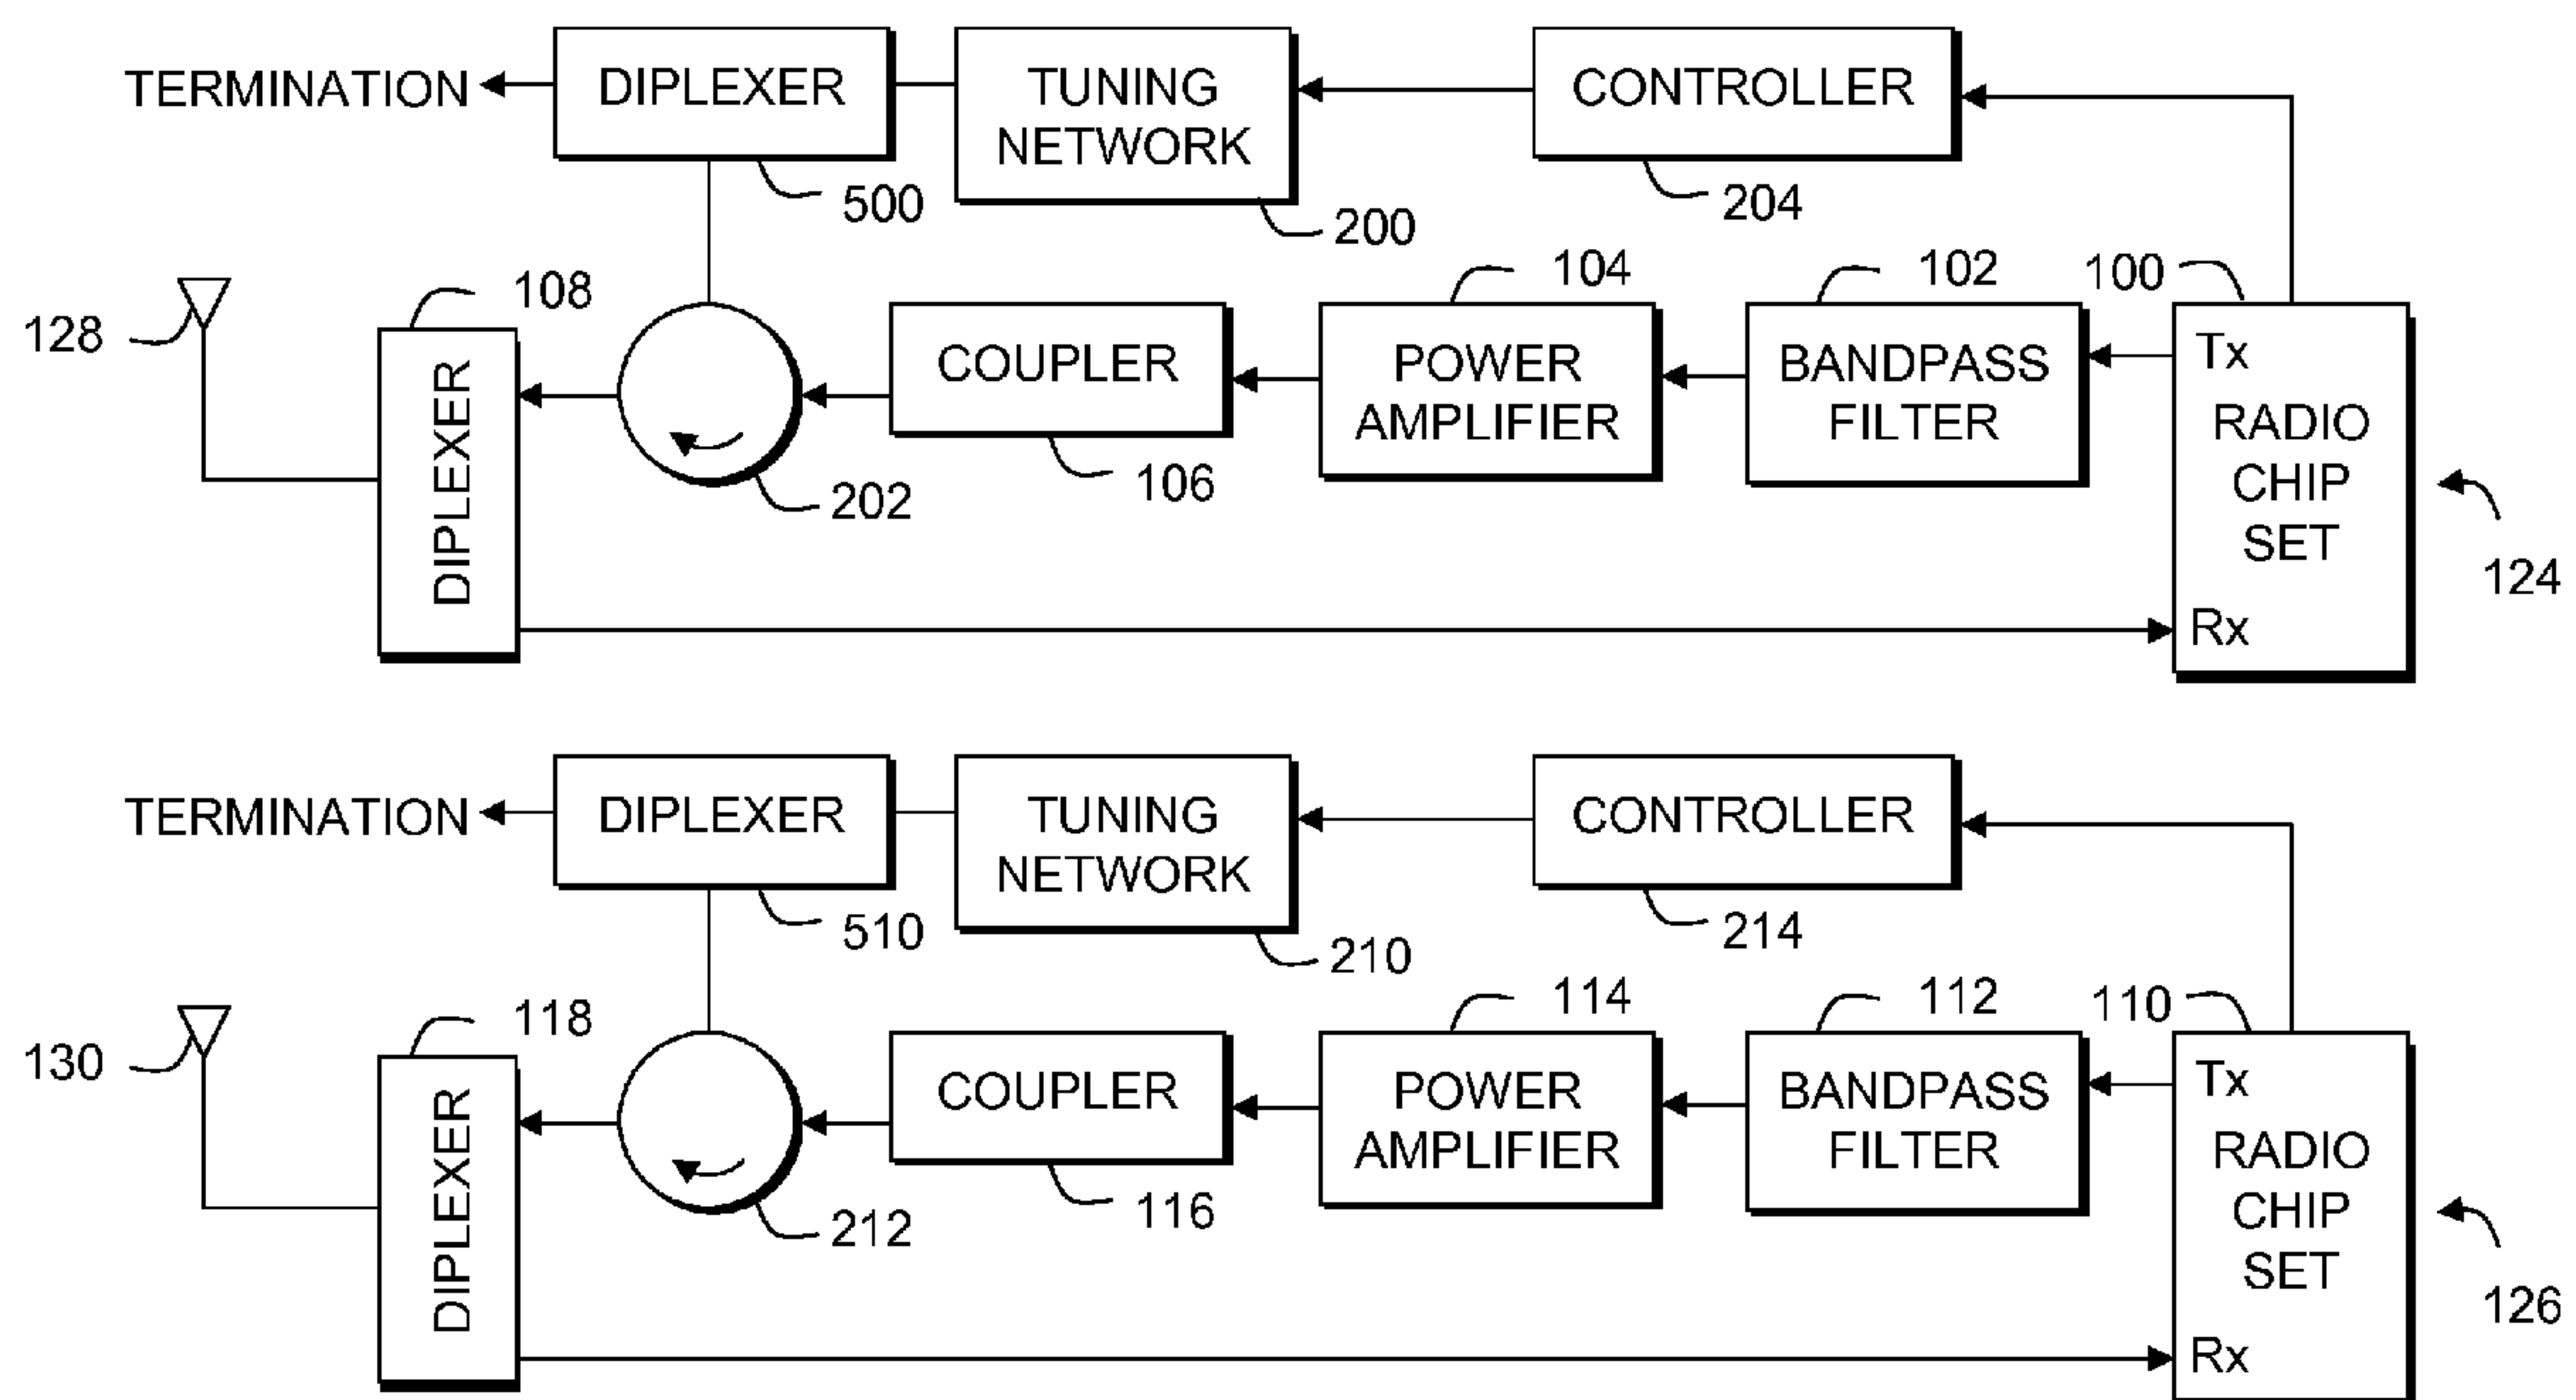 TERMINATION
DIPLEXER
TUNING
NETWORK
CONTROLLER
500
200
204
128
108
DIPLEXER
202
COUPLER
106
104
POWER
AMPLIFIER
102
BANDPASS
FILTER
100
Tx
RADIO
CHIP
SET
Rx
124
TERMINATION
DIPLEXER
TUNING
NETWORK
CONTROLLER
510
210
214
130
118
DIPLEXER
212
COUPLER
116
114
POWER
AMPLIFIER
112
BANDPASS
FILTER
110
Tx
RADIO
CHIP
SET
Rx
126